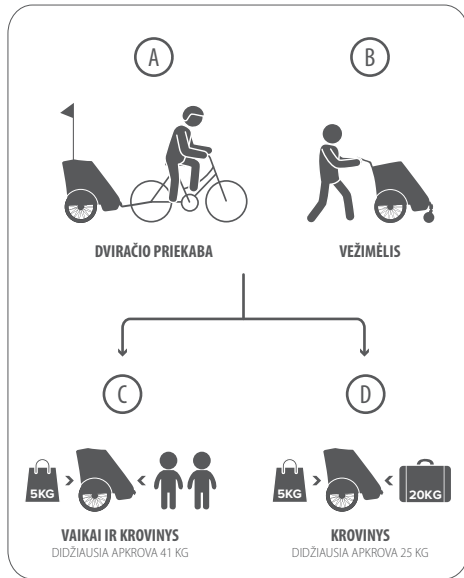 A
B
DVIRAČIO PRIEKABA
VEŽIMĖLIS
C
D
5KG
5KG
20KG
VAIKAI IR KROVINYS
DIDŽIAUSIA APKROVA 41 KG
KROVINYS
DIDŽIAUSIA APKROVA 25 KG